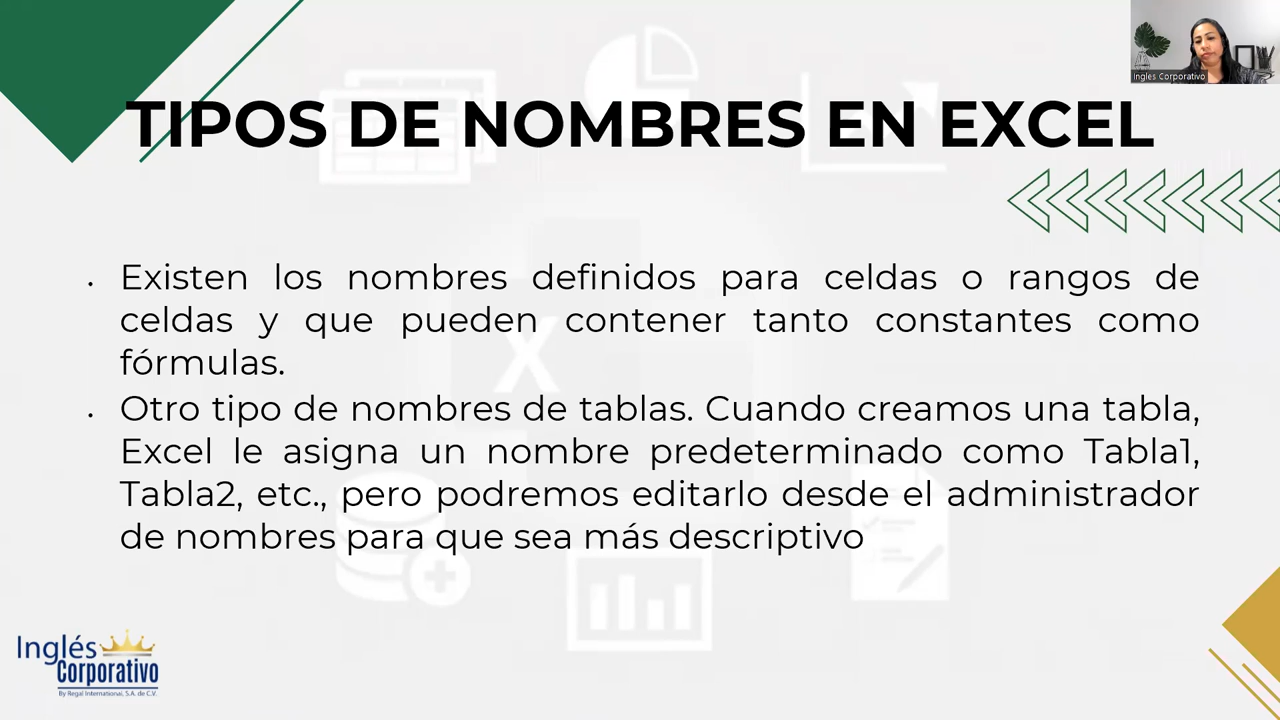 Ingles Corporativo
TIPOS DE NOMBRES EN EXCEL
• Existen los nombres definidos para celdas o rangos de
celdas y que pueden contener tanto constantes como
fórmulas.
• Otro tipo de nombres de tablas. Cuando creamos una tabla,
Excel le asigna un nombre predeterminado como Tabla1,
Tabla2, etc., pero podremos editarlo desde el administrador
de nombres para que sea más descriptivo
X
Inglés
Corporativo
By Regal International, S.A. de C.V.